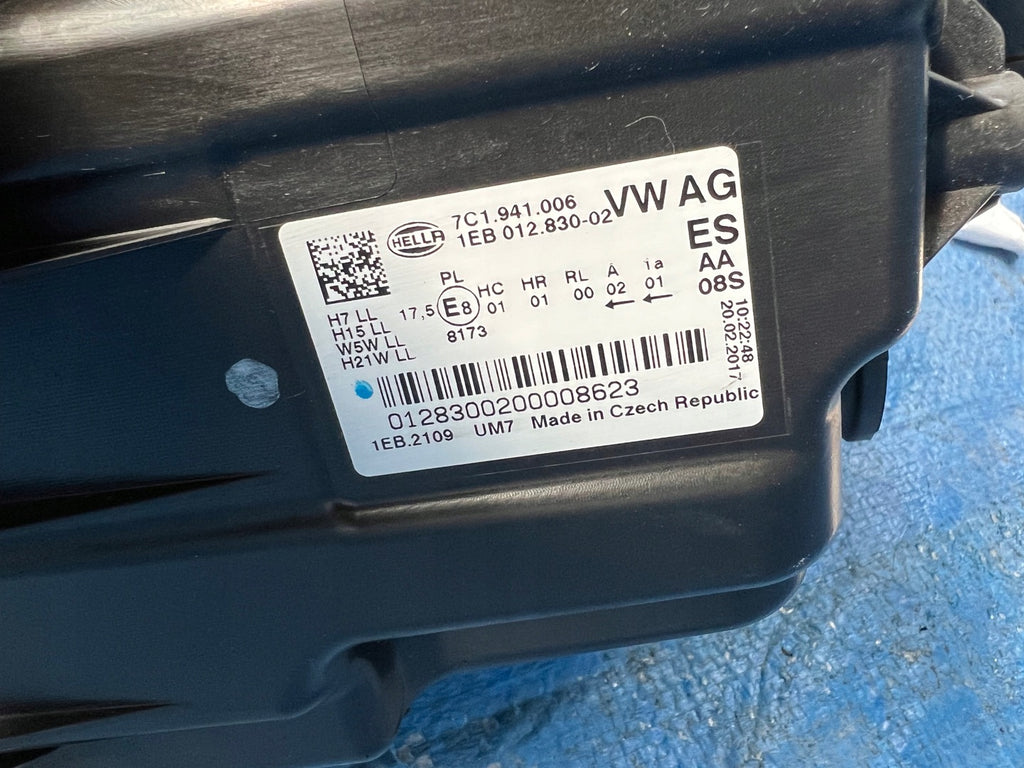 HELLA
7C1.941.006
1EB 012.830-02
VW AG
ES
AA
08S
PL HC HR RL A ia
17,5 E8 01 01 00 02 01
← ←
8173
H7 LL
H15 LL
W5W LL
H21W LL
10:22:48
20.02.2017
0128300200008623
1EB.2109 UM7 Made in Czech Republic